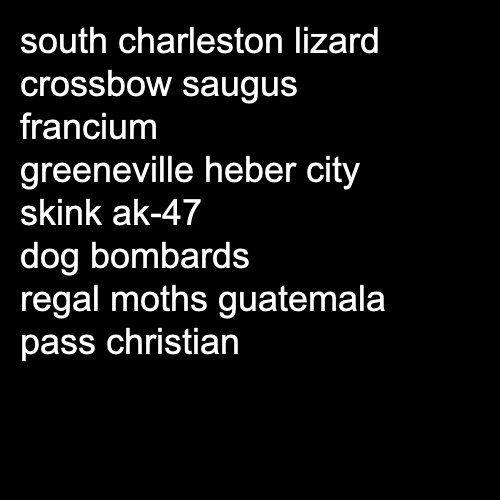 south charleston lizard
crossbow saugus
francium
greeneville heber city
skink ak-47
dog bombards
regal moths guatemala
pass christian